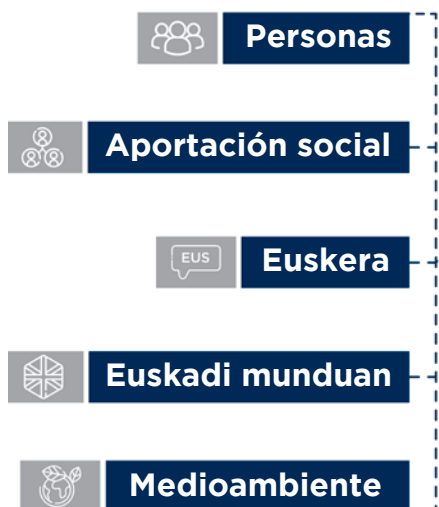 Personas
Aportación social
EUS
Euskera
Euskadi munduan
Medioambiente